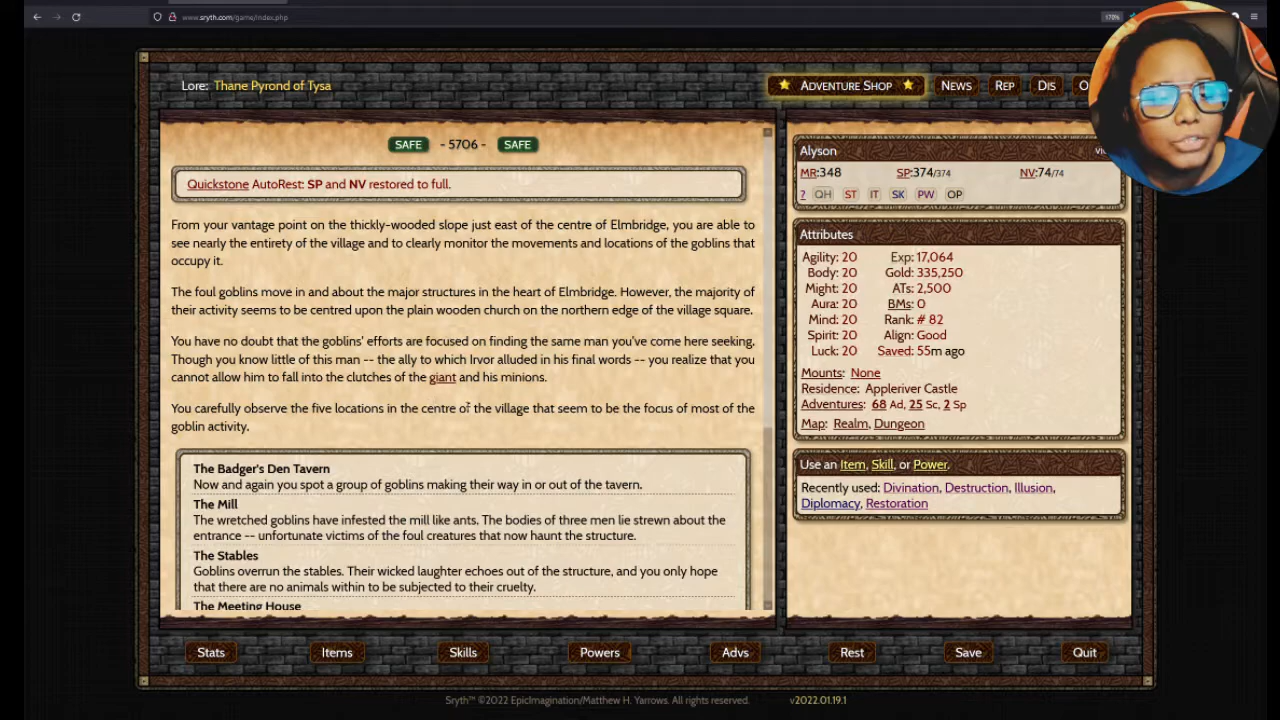 www.sryth.com/game/index.php
170%
Lore: Thane Pyrond of Tysa
ADVENTURE SHOP
NEWS
REP
DIS
SAFE - 5706 - SAFE
Quickstone AutoRest: SP and NV restored to full.
From your vantage point on the thickly-wooded slope just east of the centre of Elmbridge, you are able to
see nearly the entirety of the village and to clearly monitor the movements and locations of the goblins that
occupy it.
The foul goblins move in and about the major structures in the heart of Elmbridge. However, the majority of
their activity seems to be centred upon the plain wooden church on the northern edge of the village square.
You have no doubt that the goblins' efforts are focused on finding the same man you've come here seeking.
Though you know little of this man -- the ally to which Irvor alluded in his final words -- you realize that you
cannot allow him to fall into the clutches of the giant and his minions.
You carefully observe the five locations in the centre of the village that seem to be the focus of most of the
goblin activity.
The Badger's Den Tavern
Now and again you spot a group of goblins making their way in or out of the tavern.
The Mill
The wretched goblins have infested the mill like ants. The bodies of three men lie strewn about the
entrance -- unfortunate victims of the foul creatures that now haunt the structure.
The Stables
Goblins overrun the stables. Their wicked laughter echoes out of the structure, and you only hope
that there are no animals within to be subjected to their cruelty.
The Meeting House
Alyson
MR:348 SP:374/374 NV:74/74
? QH ST IT SK PW OP
Attributes
Agility: 20 Exp: 17,064
Body: 20 Gold: 335,250
Might: 20 ATs: 2,500
Aura: 20 BMs: 0
Mind: 20 Rank: # 82
Spirit: 20 Align: Good
Luck: 20 Saved: 55m ago
Mounts: None
Residence: Appleriver Castle
Adventures: 68 Ad, 25 Sc, 2 Sp
Map: Realm, Dungeon
Use an Item, Skill, or Power.
Recently used: Divination, Destruction, Illusion,
Diplomacy, Restoration
Stats Items Skills Powers Advs Rest Save Quit
Sryth™ ©2022 EpicImagination/Matthew H. Yarrows. All rights reserved. v2022.01.19.1